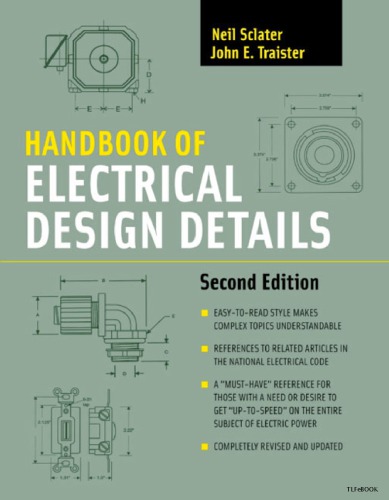 Neil Sclater
John E. Traister
HANDBOOK OF
ELECTRICAL
DESIGN DETAILS
Second Edition
EASY-TO-READ STYLE MAKES
COMPLEX TOPICS UNDERSTANDABLE
REFERENCES TO RELATED ARTICLES IN
THE NATIONAL ELECTRICAL CODE
A "MUST-HAVE" REFERENCE FOR
THOSE WITH A NEED OR DESIRE TO
GET "UP-TO-SPEED" ON THE ENTIRE
SUBJECT OF ELECTRIC POWER
COMPLETELY REVISED AND UPDATED
D
E
E
H
B
A
E
C
D
TLFeBOOK